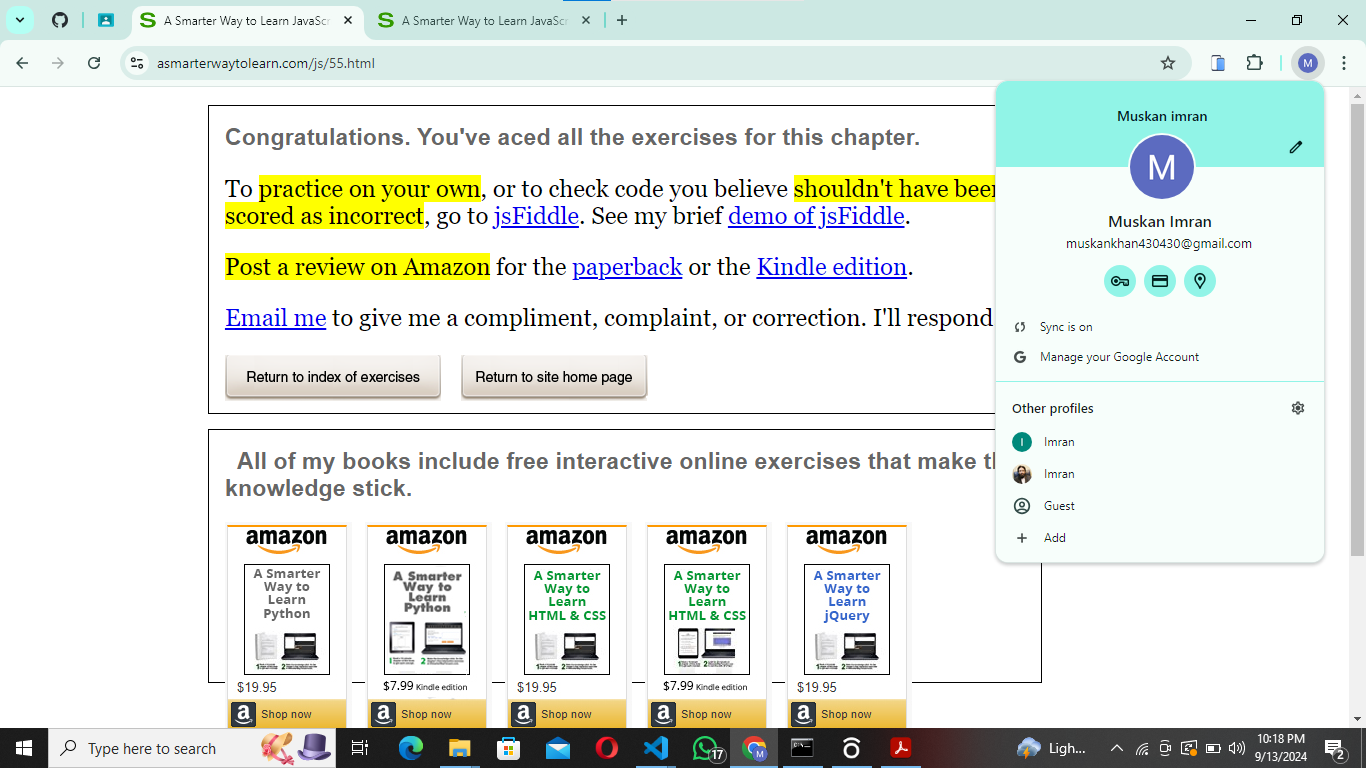 A Smarter Way to Learn JavaScr
A Smarter Way to Learn JavaScr
asmarterwaytolearn.com/js/55.html
M
Congratulations. You've aced all the exercises for this chapter.
To practice on your own, or to check code you believe shouldn't have been
scored as incorrect, go to jsFiddle. See my brief demo of jsFiddle.
Post a review on Amazon for the paperback or the Kindle edition.
Email me to give me a compliment, complaint, or correction. I'll respond
Return to index of exercises
Return to site home page
All of my books include free interactive online exercises that make th
knowledge stick.
amazon
A Smarter
Way to
Learn
Python
$19.95
Shop now
amazon
A Smarter
Way to
Learn
Python
$7.99 Kindle edition
Shop now
amazon
A Smarter
Way to
Learn
HTML & CSS
$19.95
Shop now
amazon
A Smarter
Way to
Learn
HTML & CSS
$7.99 Kindle edition
Shop now
amazon
A Smarter
Way to
Learn
jQuery
$19.95
Shop now
Muskan imran
M
Muskan Imran
muskankhan430430@gmail.com
Sync is on
Manage your Google Account
Other profiles
I
Imran
Imran
Guest
Add
Type here to search
17
M
Ligh...
10:18 PM
9/13/2024
2